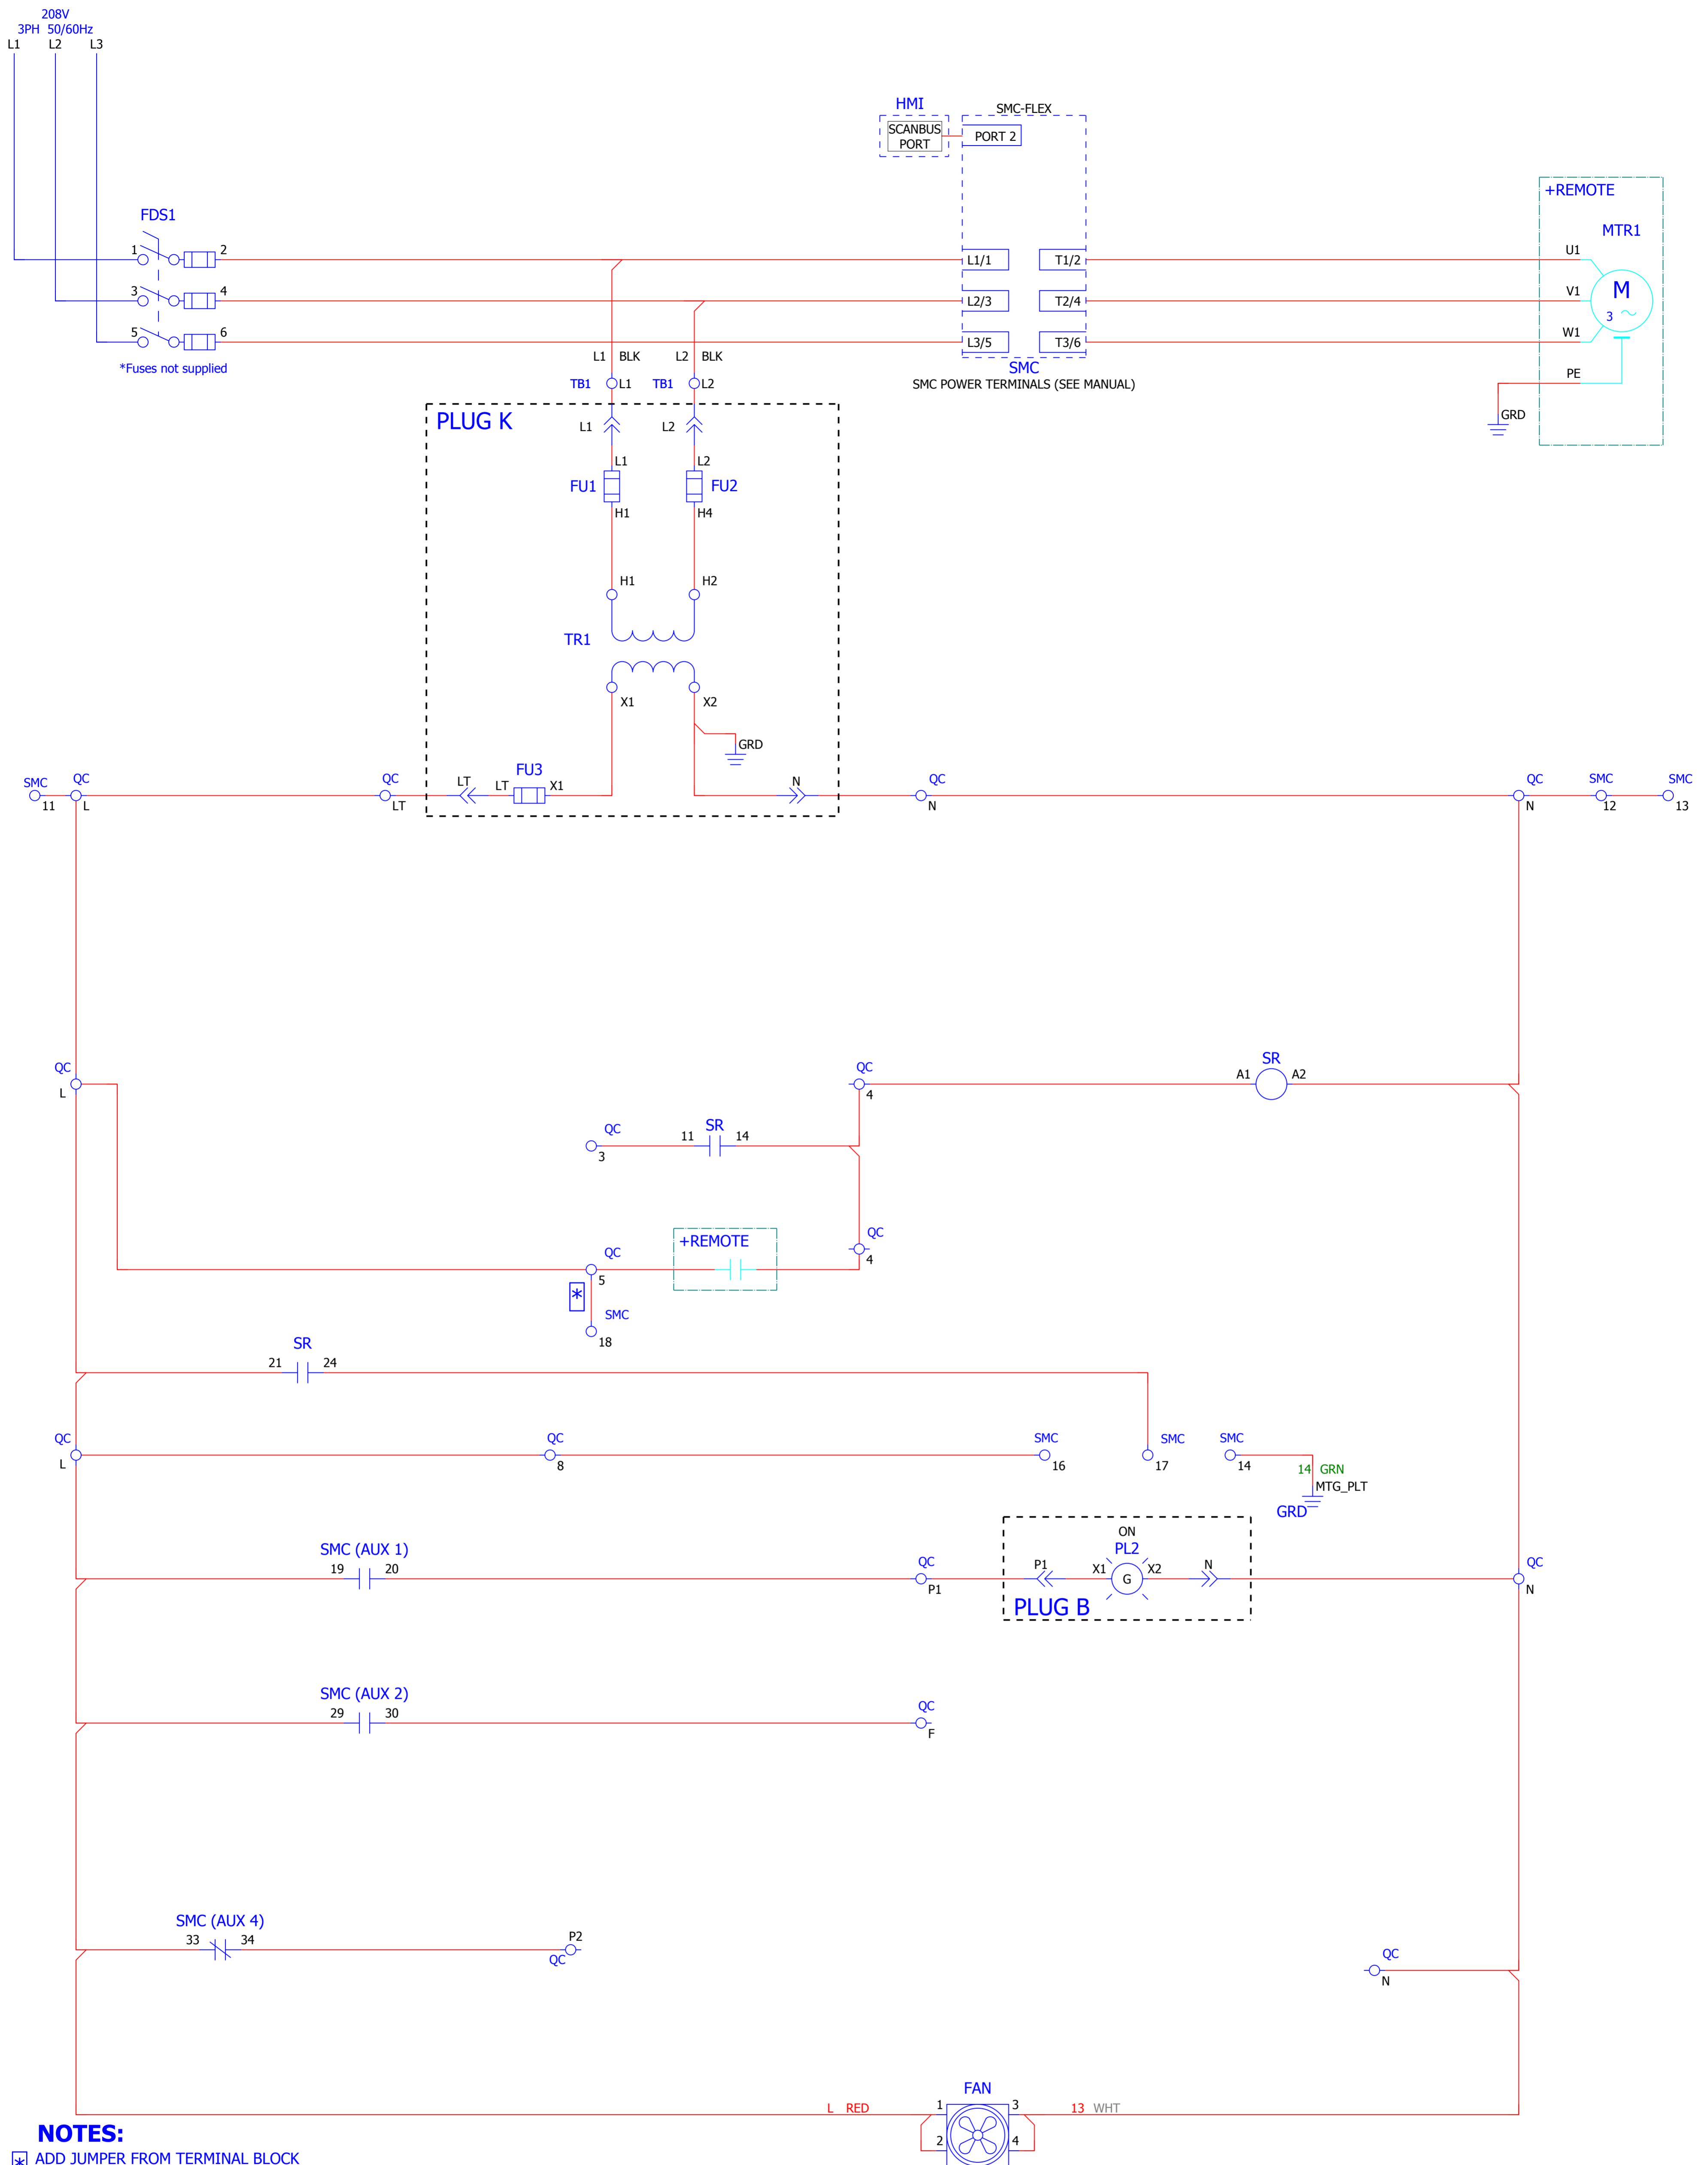 208V
3PH 50/60Hz
L1 L2 L3
HMI
SMC-FLEX
SCANBUS
PORT
PORT 2
+REMOTE
FDS1
MTR1
1 2
L1/1 T1/2
U1
3 4
L2/3 T2/4
V1
M
3
5 6
L3/5 T3/6
W1
*Fuses not supplied
L1 BLK L2 BLK
SMC
SMC POWER TERMINALS (SEE MANUAL)
PE
TB1 L1 TB1 L2
GRD
PLUG K
L1 L2
L1 L2
FU1 FU2
H1 H4
H1 H2
TR1
X1 X2
GRD
SMC QC QC LT LT FU3 X1 N QC QC SMC SMC
11 L LT N N 12 13
QC QC SR
L 4 A1 A2
QC 11 SR 14
3
QC
4
+REMOTE
QC
5
*
SMC
18
SR
21 24
QC QC SMC SMC SMC
L 8 16 17 14
14 GRN
MTG_PLT
GRD
ON
PL2
SMC (AUX 1)
19 20
QC
P1
P1 X1 G X2 N
QC
N
PLUG B
SMC (AUX 2)
29 30
QC
F
SMC (AUX 4)
33 34
P2
QC
QC
N
FAN
L RED 1 3 13 WHT
2 4
NOTES:
* ADD JUMPER FROM TERMINAL BLOCK